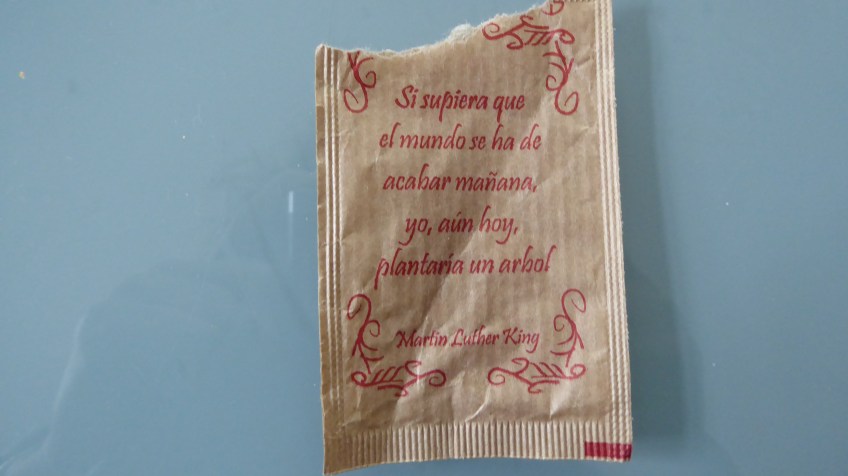 Si supiera que
el mundo se ha de
acabar mañana,
yo, aún hoy,
plantaría un arbol
Martin Luther King